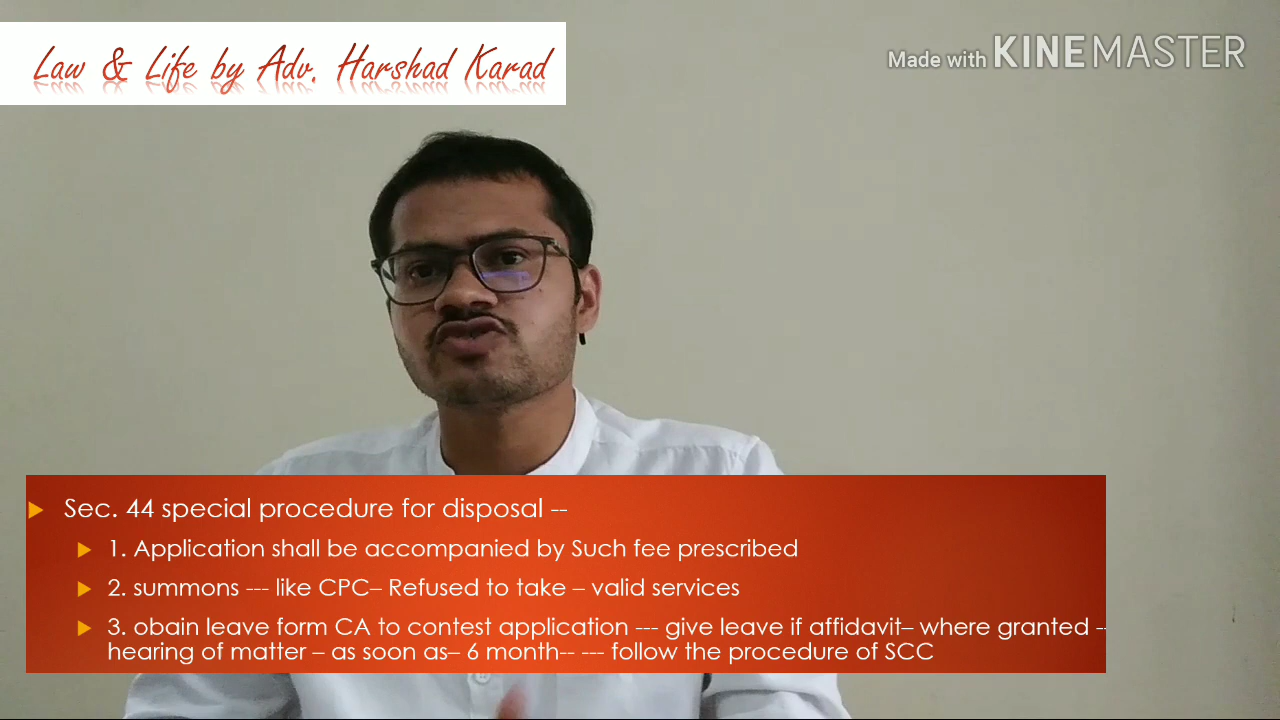 Law & Life by Adv. Harshad Karad
Made with KINEMASTER
Sec. 44 special procedure for disposal --
1. Application shall be accompanied by Such fee prescribed
2. summons --- like CPC– Refused to take – valid services
3. obain leave form CA to contest application --- give leave if affidavit– where granted --
hearing of matter – as soon as– 6 month-- --- follow the procedure of SCC